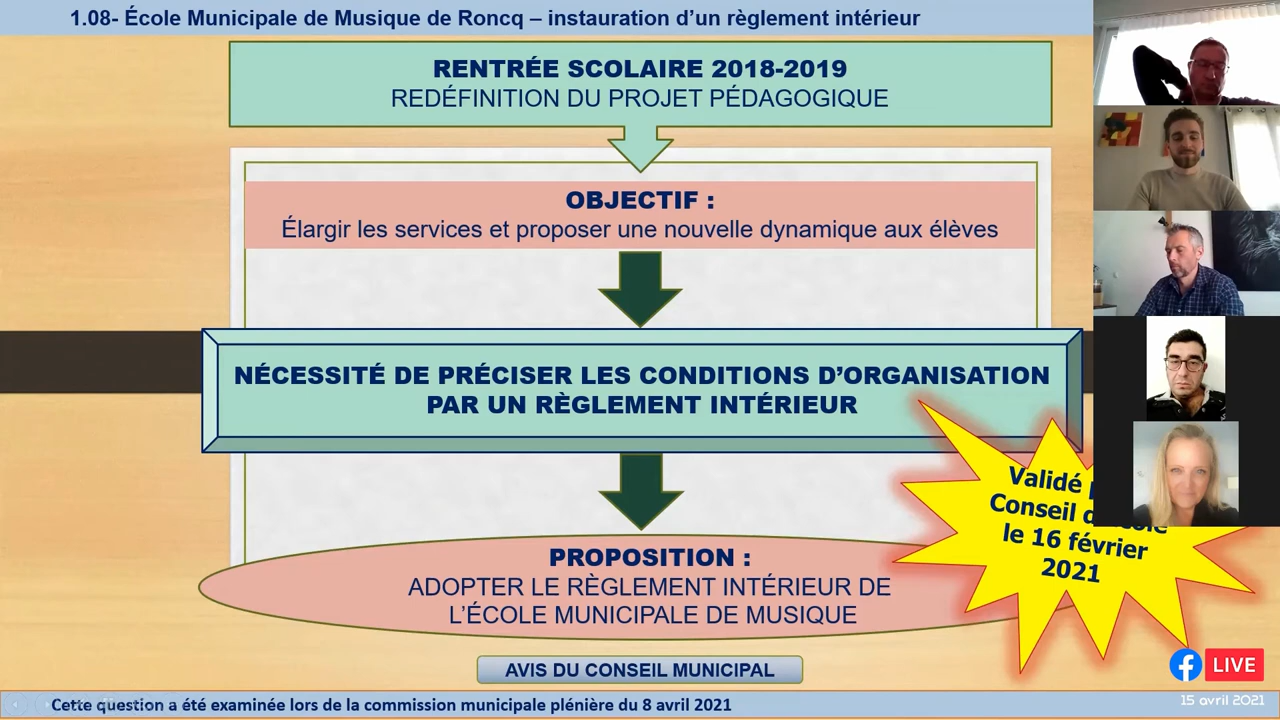 1.08- École Municipale de Musique de Roncq – instauration d’un règlement intérieur
RENTRÉE SCOLAIRE 2018-2019
REDÉFINITION DU PROJET PÉDAGOGIQUE
OBJECTIF :
Élargir les services et proposer une nouvelle dynamique aux élèves
NÉCESSITÉ DE PRÉCISER LES CONDITIONS D’ORGANISATION
PAR UN RÈGLEMENT INTÉRIEUR
Validé
Conseil
le 16 février
2021
PROPOSITION :
ADOPTER LE RÈGLEMENT INTÉRIEUR DE
L’ÉCOLE MUNICIPALE DE MUSIQUE
AVIS DU CONSEIL MUNICIPAL
LIVE
Cette question a été examinée lors de la commission municipale plénière du 8 avril 2021
15 avril 2021